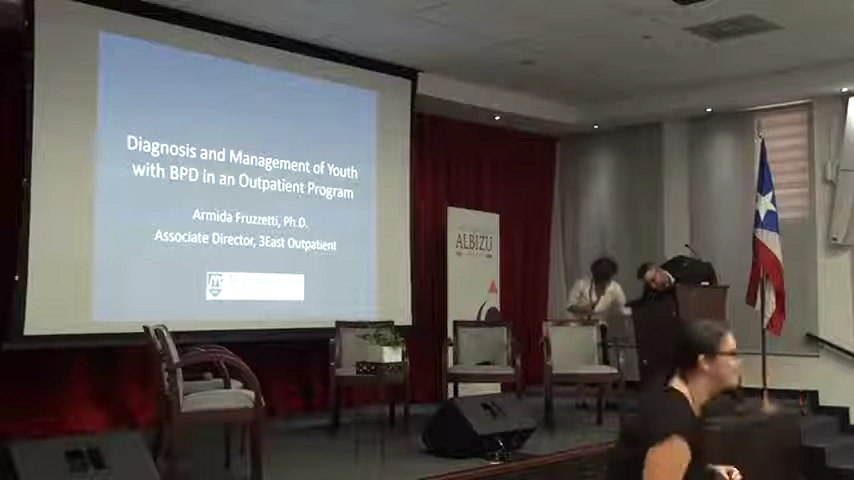 Diagnosis and Management of Youth
with BPD in an Outpatient Program
Armida Fruzzetti, Ph.D.
Associate Director, 3East Outpatient
ALBIZU